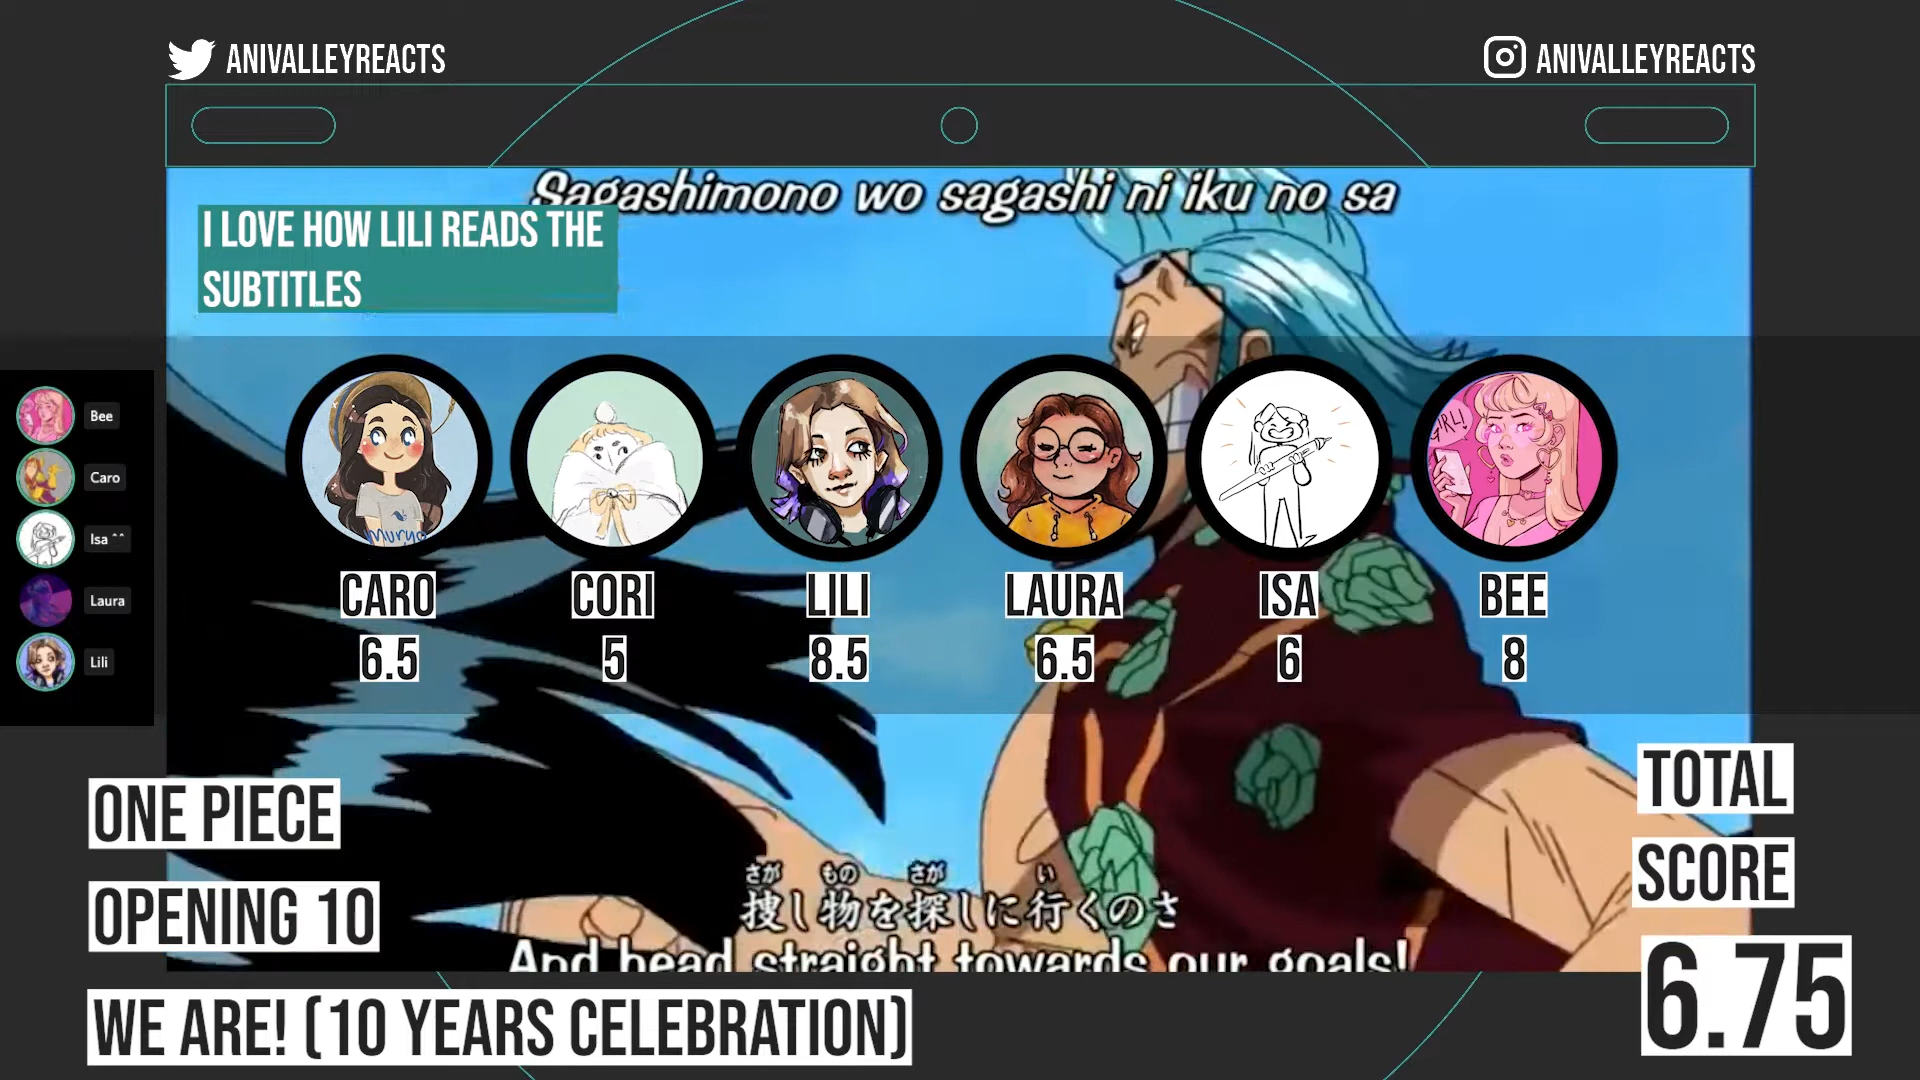 ANIVALLEYREACTS
ANIVALLEYREACTS
Sagashimono wo sagashi ni iku no sa
I LOVE HOW LILI READS THE
SUBTITLES
GIRL!
Muryo
Bee
Caro
Isa ^^
Laura
Lili
CARO
CORI
LILI
LAURA
ISA
BEE
6.5
5
8.5
6.5
6
8
ONE PIECE
OPENING 10
WE ARE! (10 YEARS CELEBRATION)
TOTAL
SCORE
6.75
さが もの さが い
捜し物を探しに行くのさ
And head straight towards our goals!